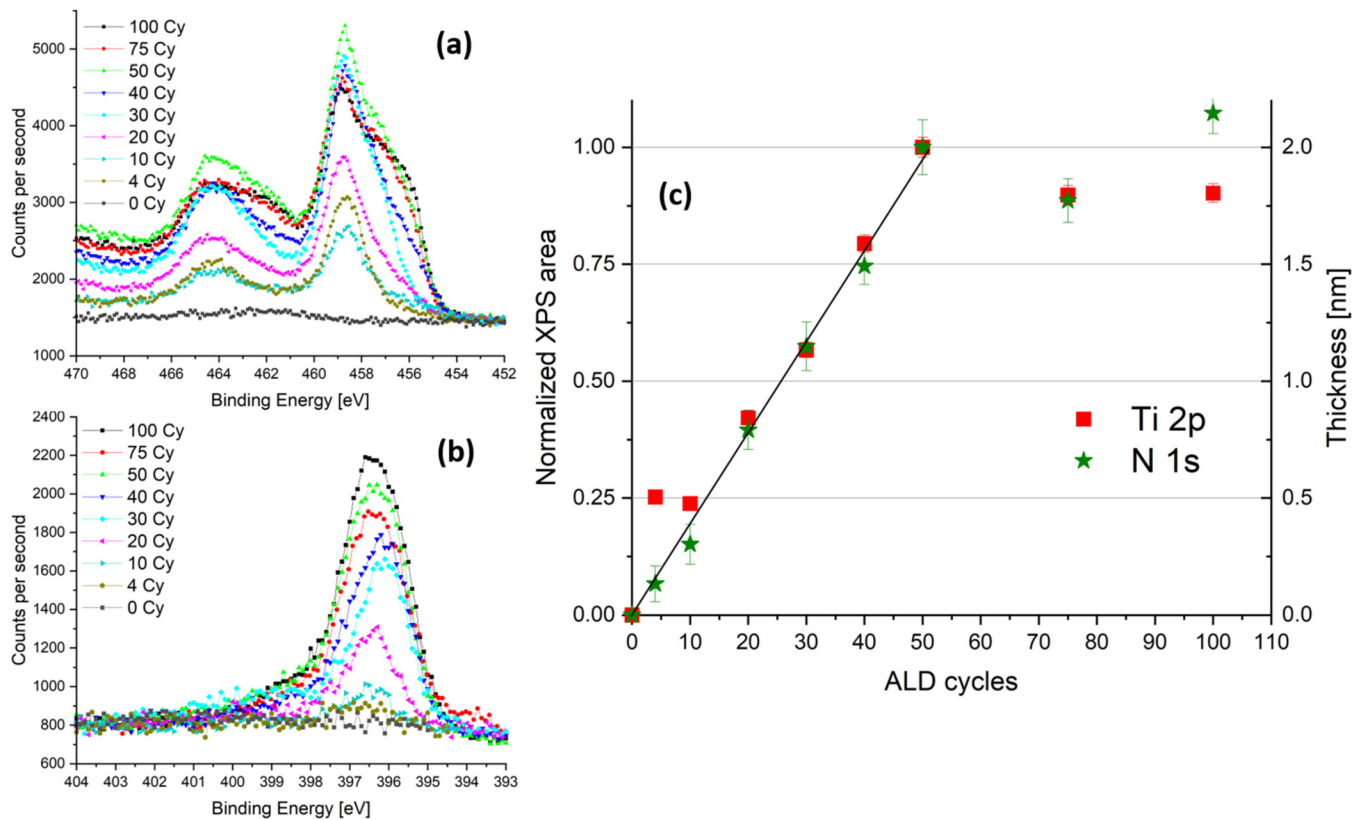 (a)
100 Cy
75 Cy
50 Cy
40 Cy
30 Cy
20 Cy
10 Cy
4 Cy
0 Cy
5000
4000
3000
2000
1000
Counts per second
470 468 466 464 462 460 458 456 454 452
Binding Energy [eV]
(b)
100 Cy
75 Cy
50 Cy
40 Cy
30 Cy
20 Cy
10 Cy
4 Cy
0 Cy
2400
2200
2000
1800
1600
1400
1200
1000
800
600
Counts per second
404 403 402 401 400 399 398 397 396 395 394 393
Binding Energy [eV]
(c)
1.00
0.75
0.50
0.25
0.00
Normalized XPS area
2.0
1.5
1.0
0.5
0.0
Thickness [nm]
Ti 2p
N 1s
0 10 20 30 40 50 60 70 80 90 100 110
ALD cycles